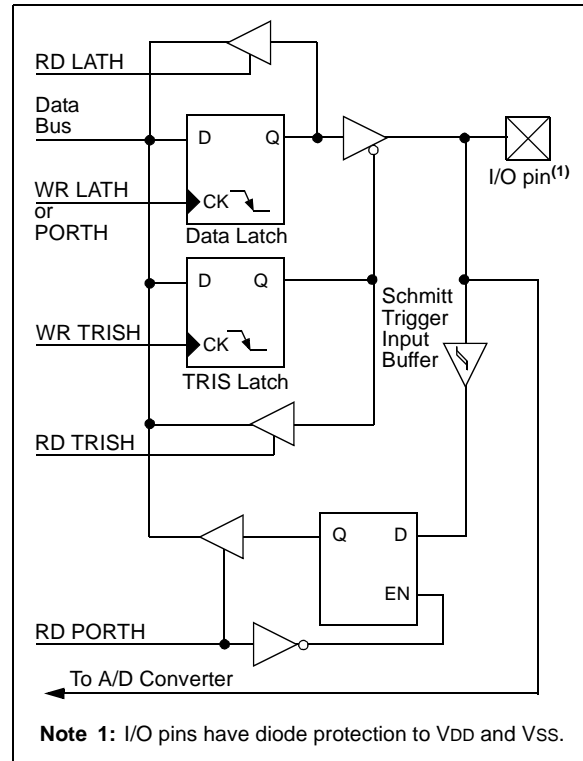 RD LATH
Data
Bus
D Q
I/O pin(1)
WR LATH
or
PORTH
CK
Data Latch
D Q
Schmitt
Trigger
Input
Buffer
WR TRISH
CK
TRIS Latch
RD TRISH
Q D
EN
RD PORTH
To A/D Converter
Note 1: I/O pins have diode protection to VDD and VSS.